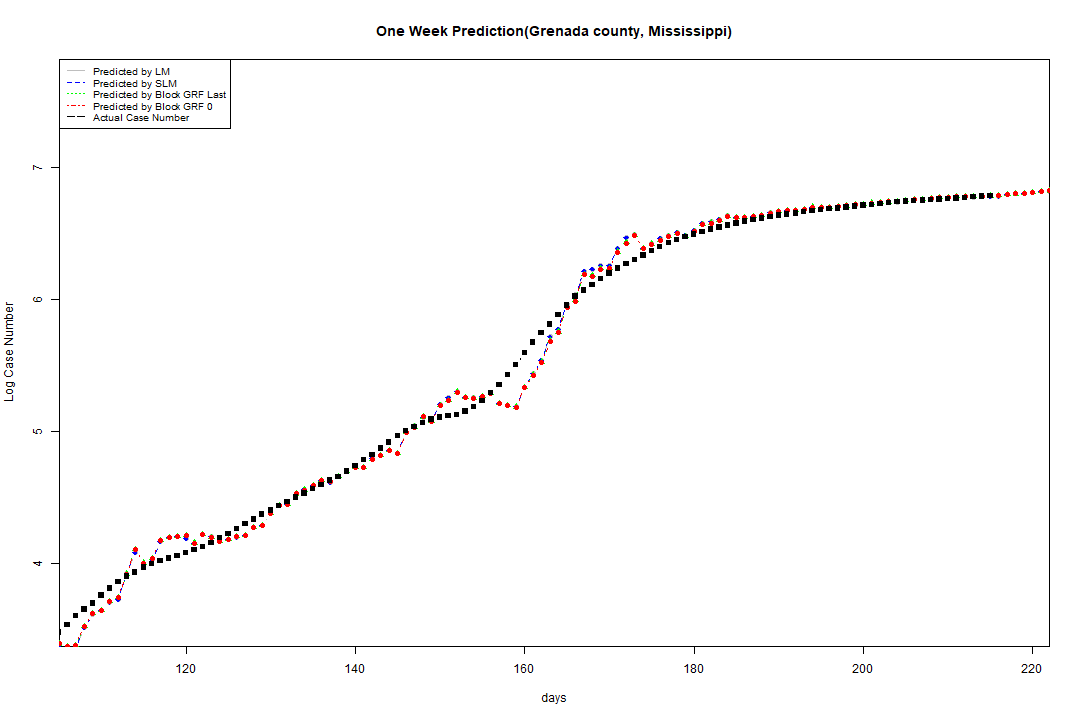 One Week Prediction(Grenada county, Mississippi)
Predicted by LM
Predicted by SLM
Predicted by Block GRF Last
Predicted by Block GRF 0
Actual Case Number
7
6
5
4
Log Case Number
120 140 160 180 200 220
days